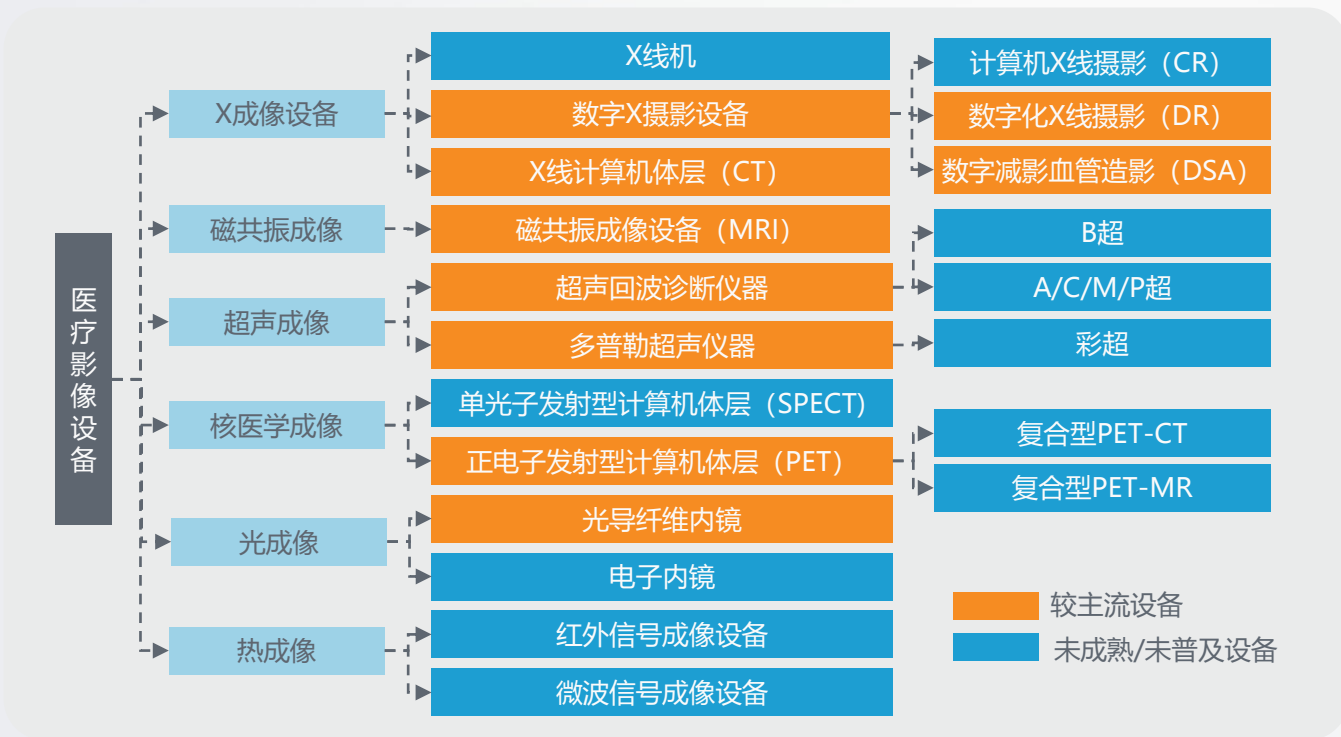 医疗影像设备
X成像设备
X线机
数字X摄影设备
计算机X线摄影（CR）
数字化X线摄影（DR）
数字减影血管造影（DSA）
X线计算机体层（CT）
磁共振成像
磁共振成像设备（MRI）
超声成像
超声回波诊断仪器
B超
A/C/M/P超
多普勒超声仪器
彩超
核医学成像
单光子发射型计算机体层（SPECT)
正电子发射型计算机体层（PET）
复合型PET-CT
复合型PET-MR
光成像
光导纤维内镜
电子内镜
热成像
红外信号成像设备
微波信号成像设备
较主流设备
未成熟/未普及设备